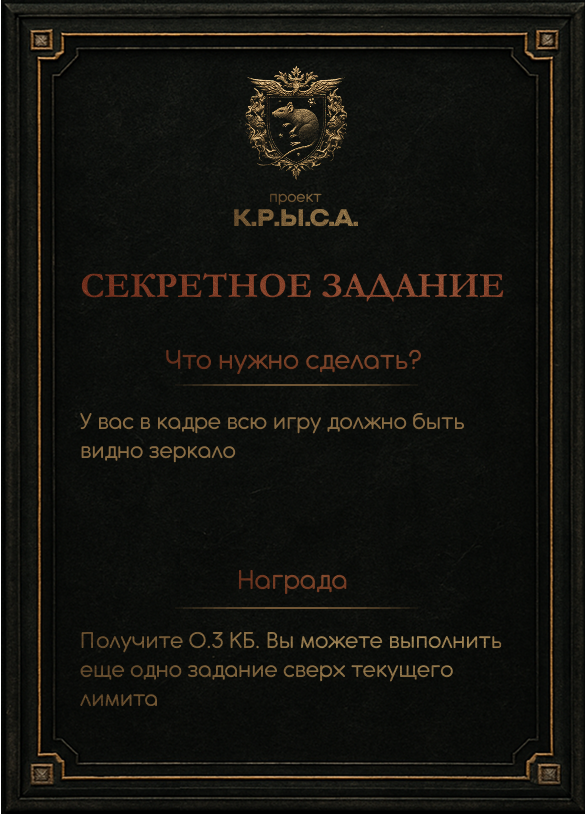 проект
К.Р.Ы.С.А.
СЕКРЕТНОЕ ЗАДАНИЕ
Что нужно сделать?
У вас в кадре всю игру должно быть
видно зеркало
Награда
Получите 0.3 КБ. Вы можете выполнить
еще одно задание сверх текущего
лимита